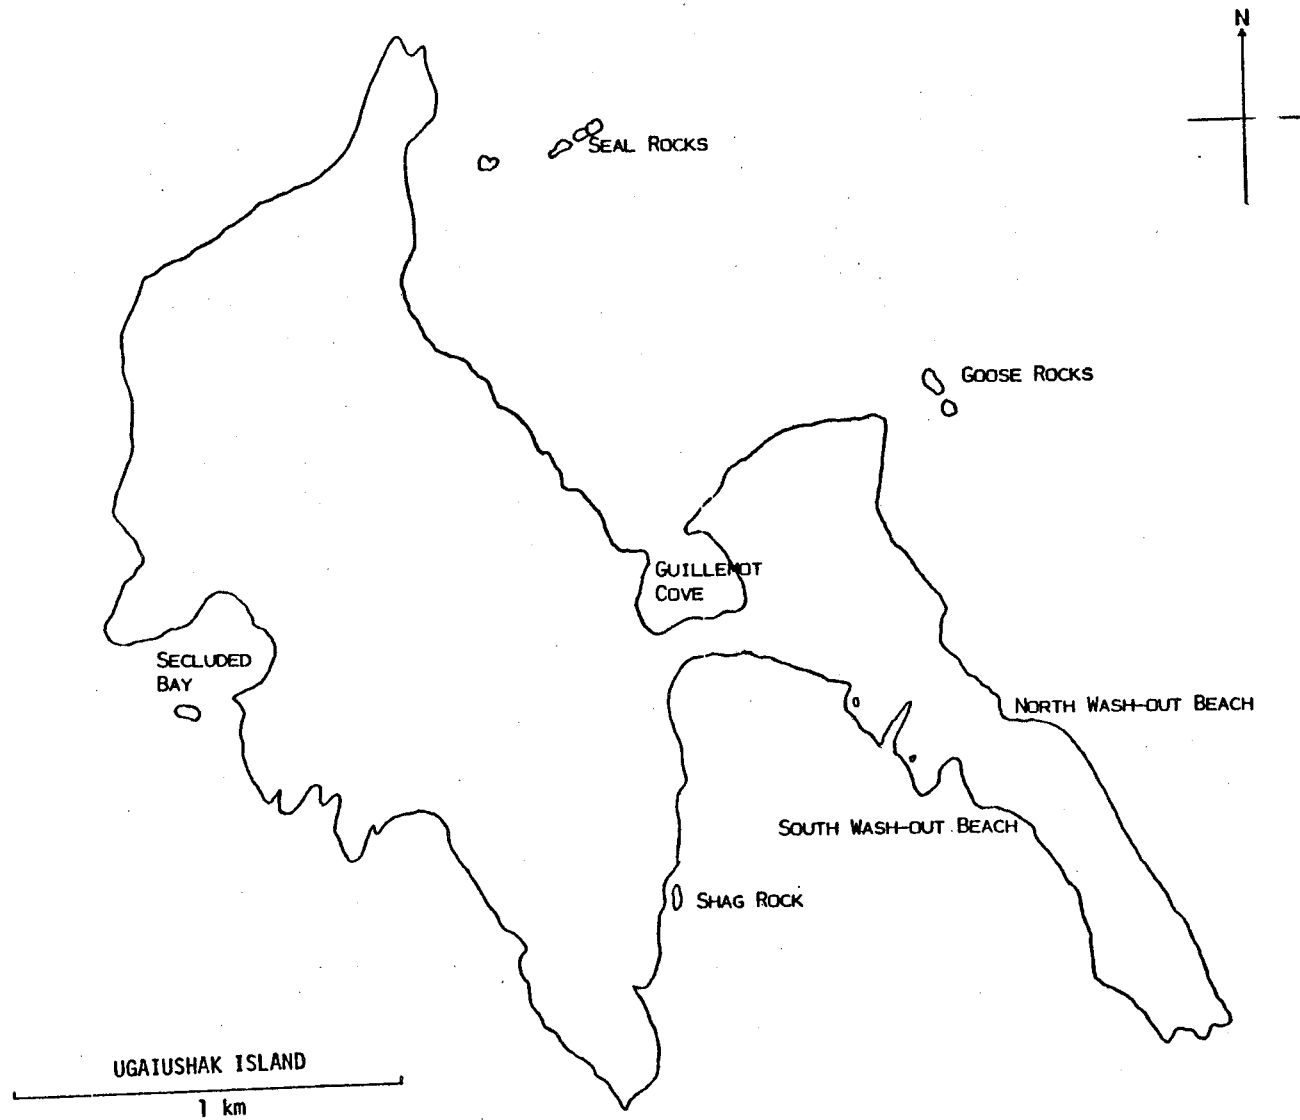 N
SEAL ROCKS
GOOSE ROCKS
GUILLEMOT
COVE
SECLUDED
BAY
NORTH WASH-OUT BEACH
SOUTH WASH-OUT BEACH
SHAG ROCK
UGAIUSHAK ISLAND
1 km